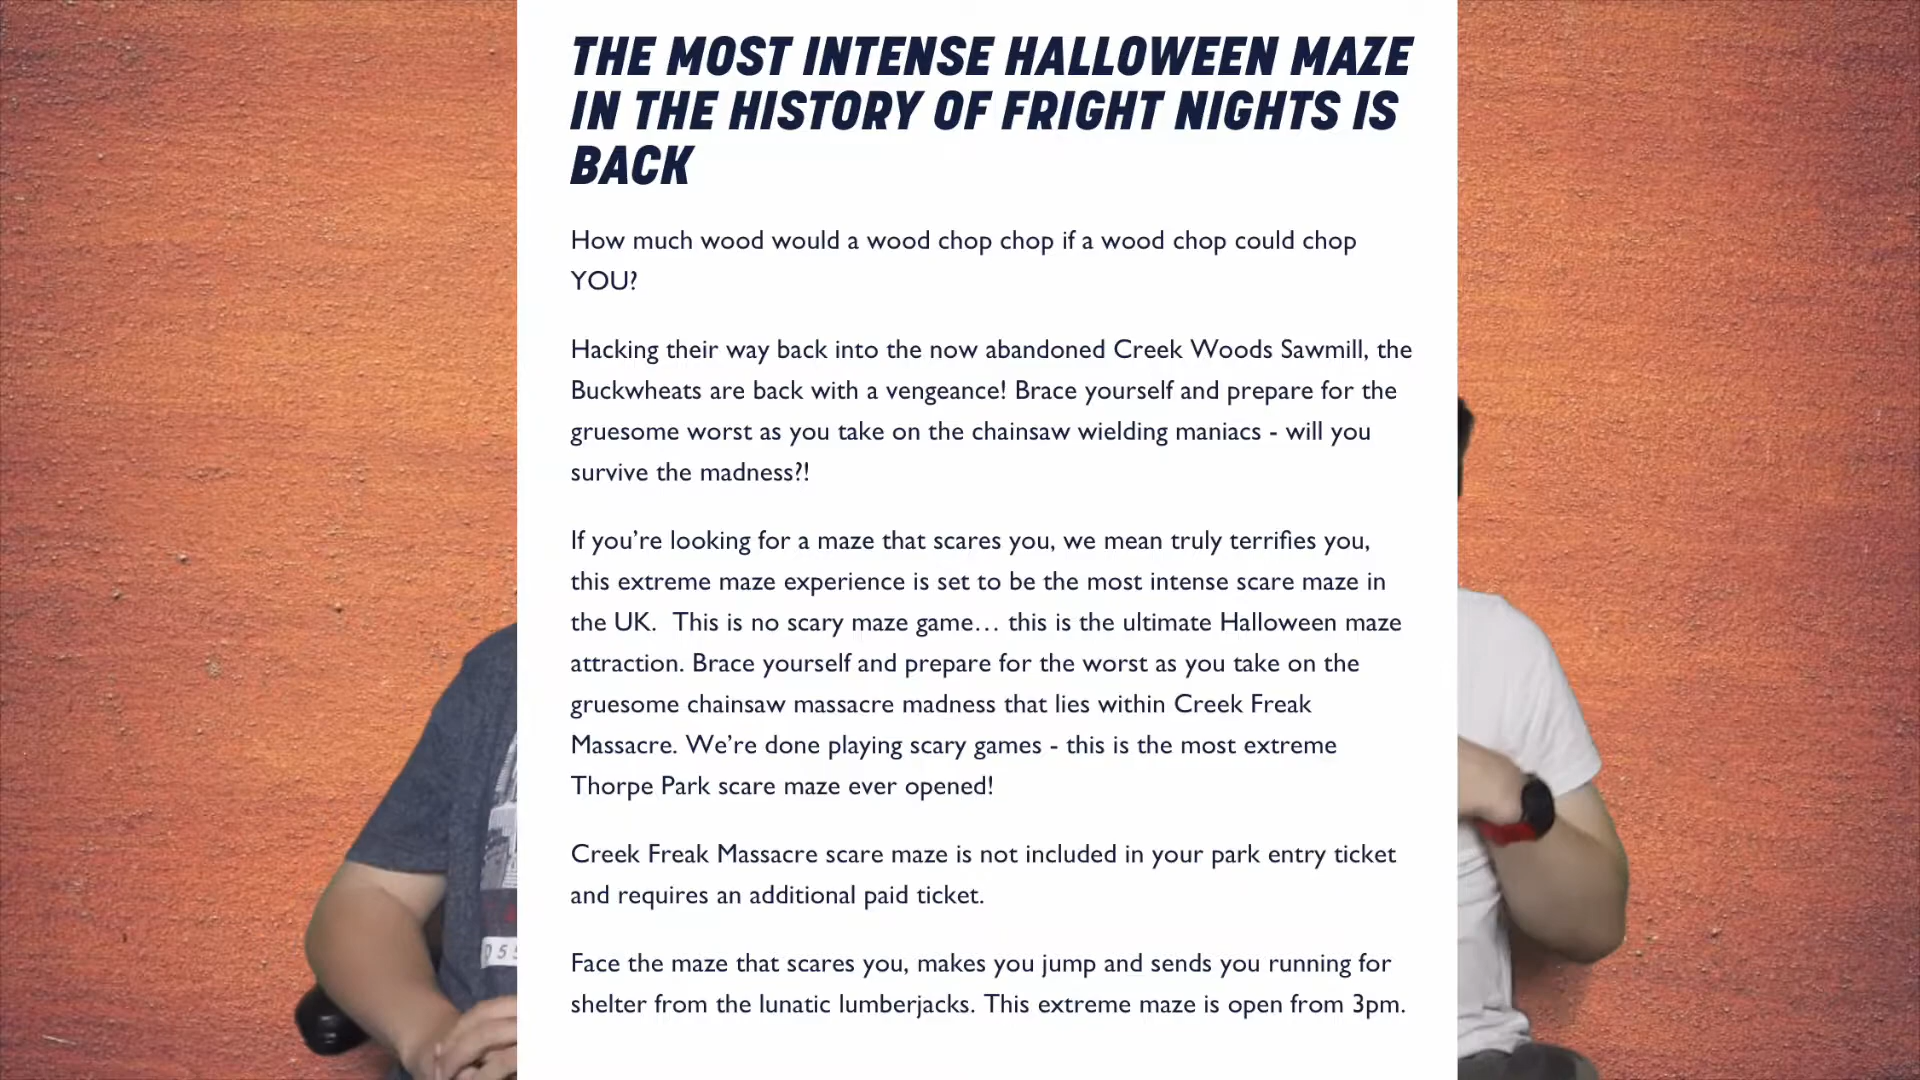 THE MOST INTENSE HALLOWEEN MAZE
IN THE HISTORY OF FRIGHT NIGHTS IS
BACK
How much wood would a wood chop chop if a wood chop could chop
YOU?
Hacking their way back into the now abandoned Creek Woods Sawmill, the
Buckwheats are back with a vengeance! Brace yourself and prepare for the
gruesome worst as you take on the chainsaw wielding maniacs - will you
survive the madness?!
If you’re looking for a maze that scares you, we mean truly terrifies you,
this extreme maze experience is set to be the most intense scare maze in
the UK.  This is no scary maze game… this is the ultimate Halloween maze
attraction. Brace yourself and prepare for the worst as you take on the
gruesome chainsaw massacre madness that lies within Creek Freak
Massacre. We’re done playing scary games - this is the most extreme
Thorpe Park scare maze ever opened!
Creek Freak Massacre scare maze is not included in your park entry ticket
and requires an additional paid ticket.
Face the maze that scares you, makes you jump and sends you running for
shelter from the lunatic lumberjacks. This extreme maze is open from 3pm.